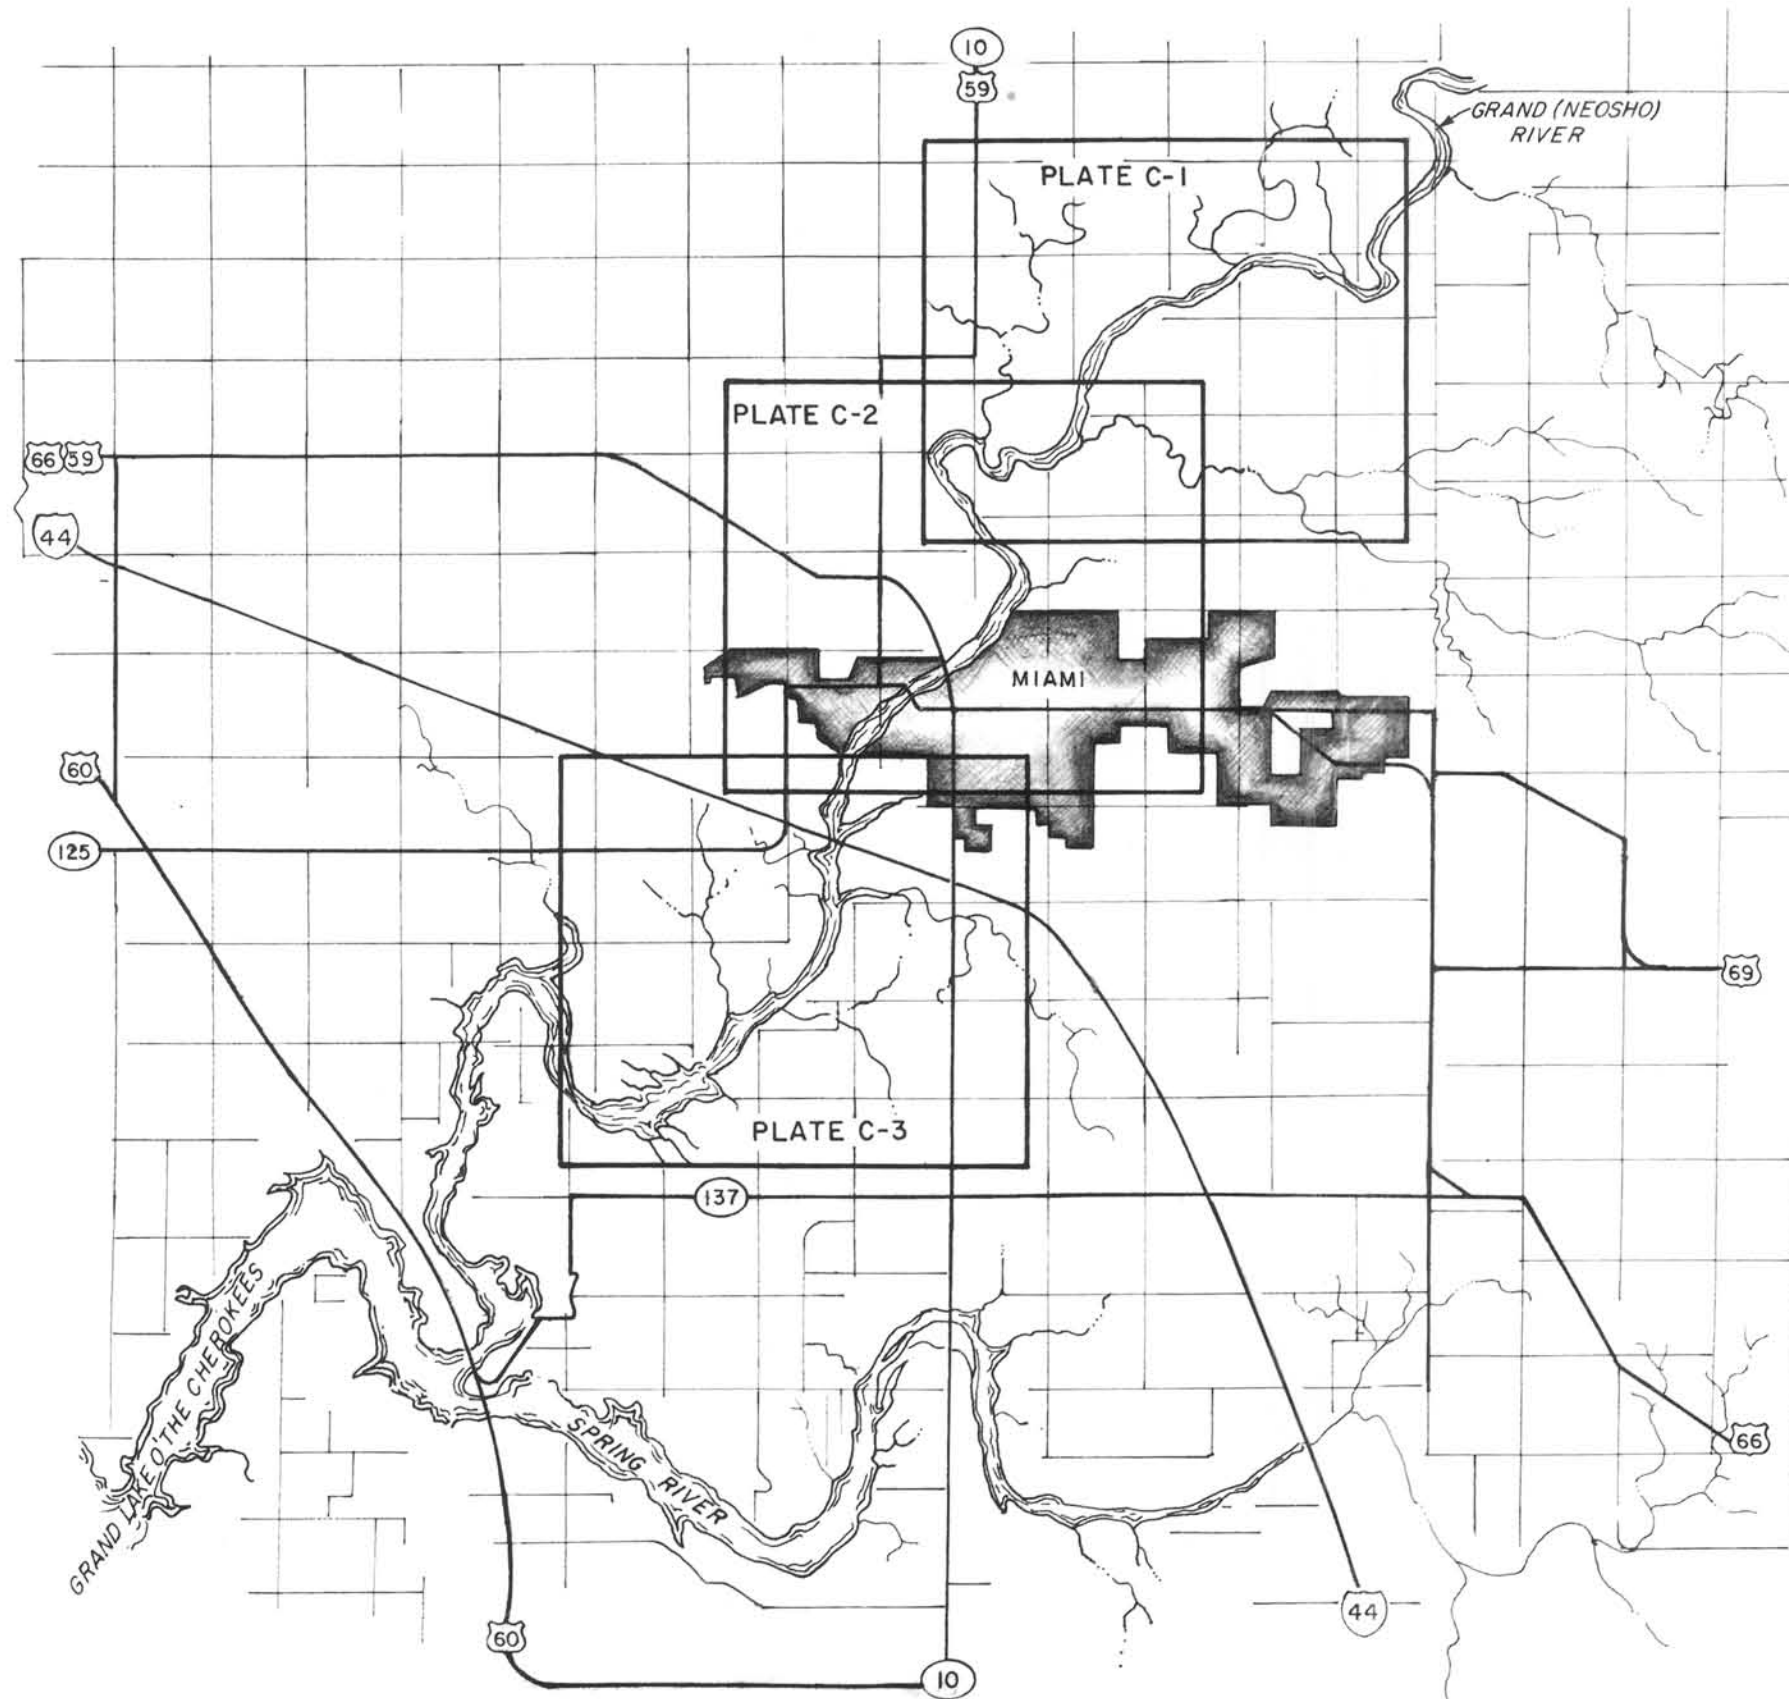 10
59
GRAND (NEOSHO)
RIVER
PLATE C-1
PLATE C-2
66 59
44
MIAMI
60
125
69
PLATE C-3
137
GRAND LAKE O'THE CHEROKEES
SPRING RIVER
66
44
60
10